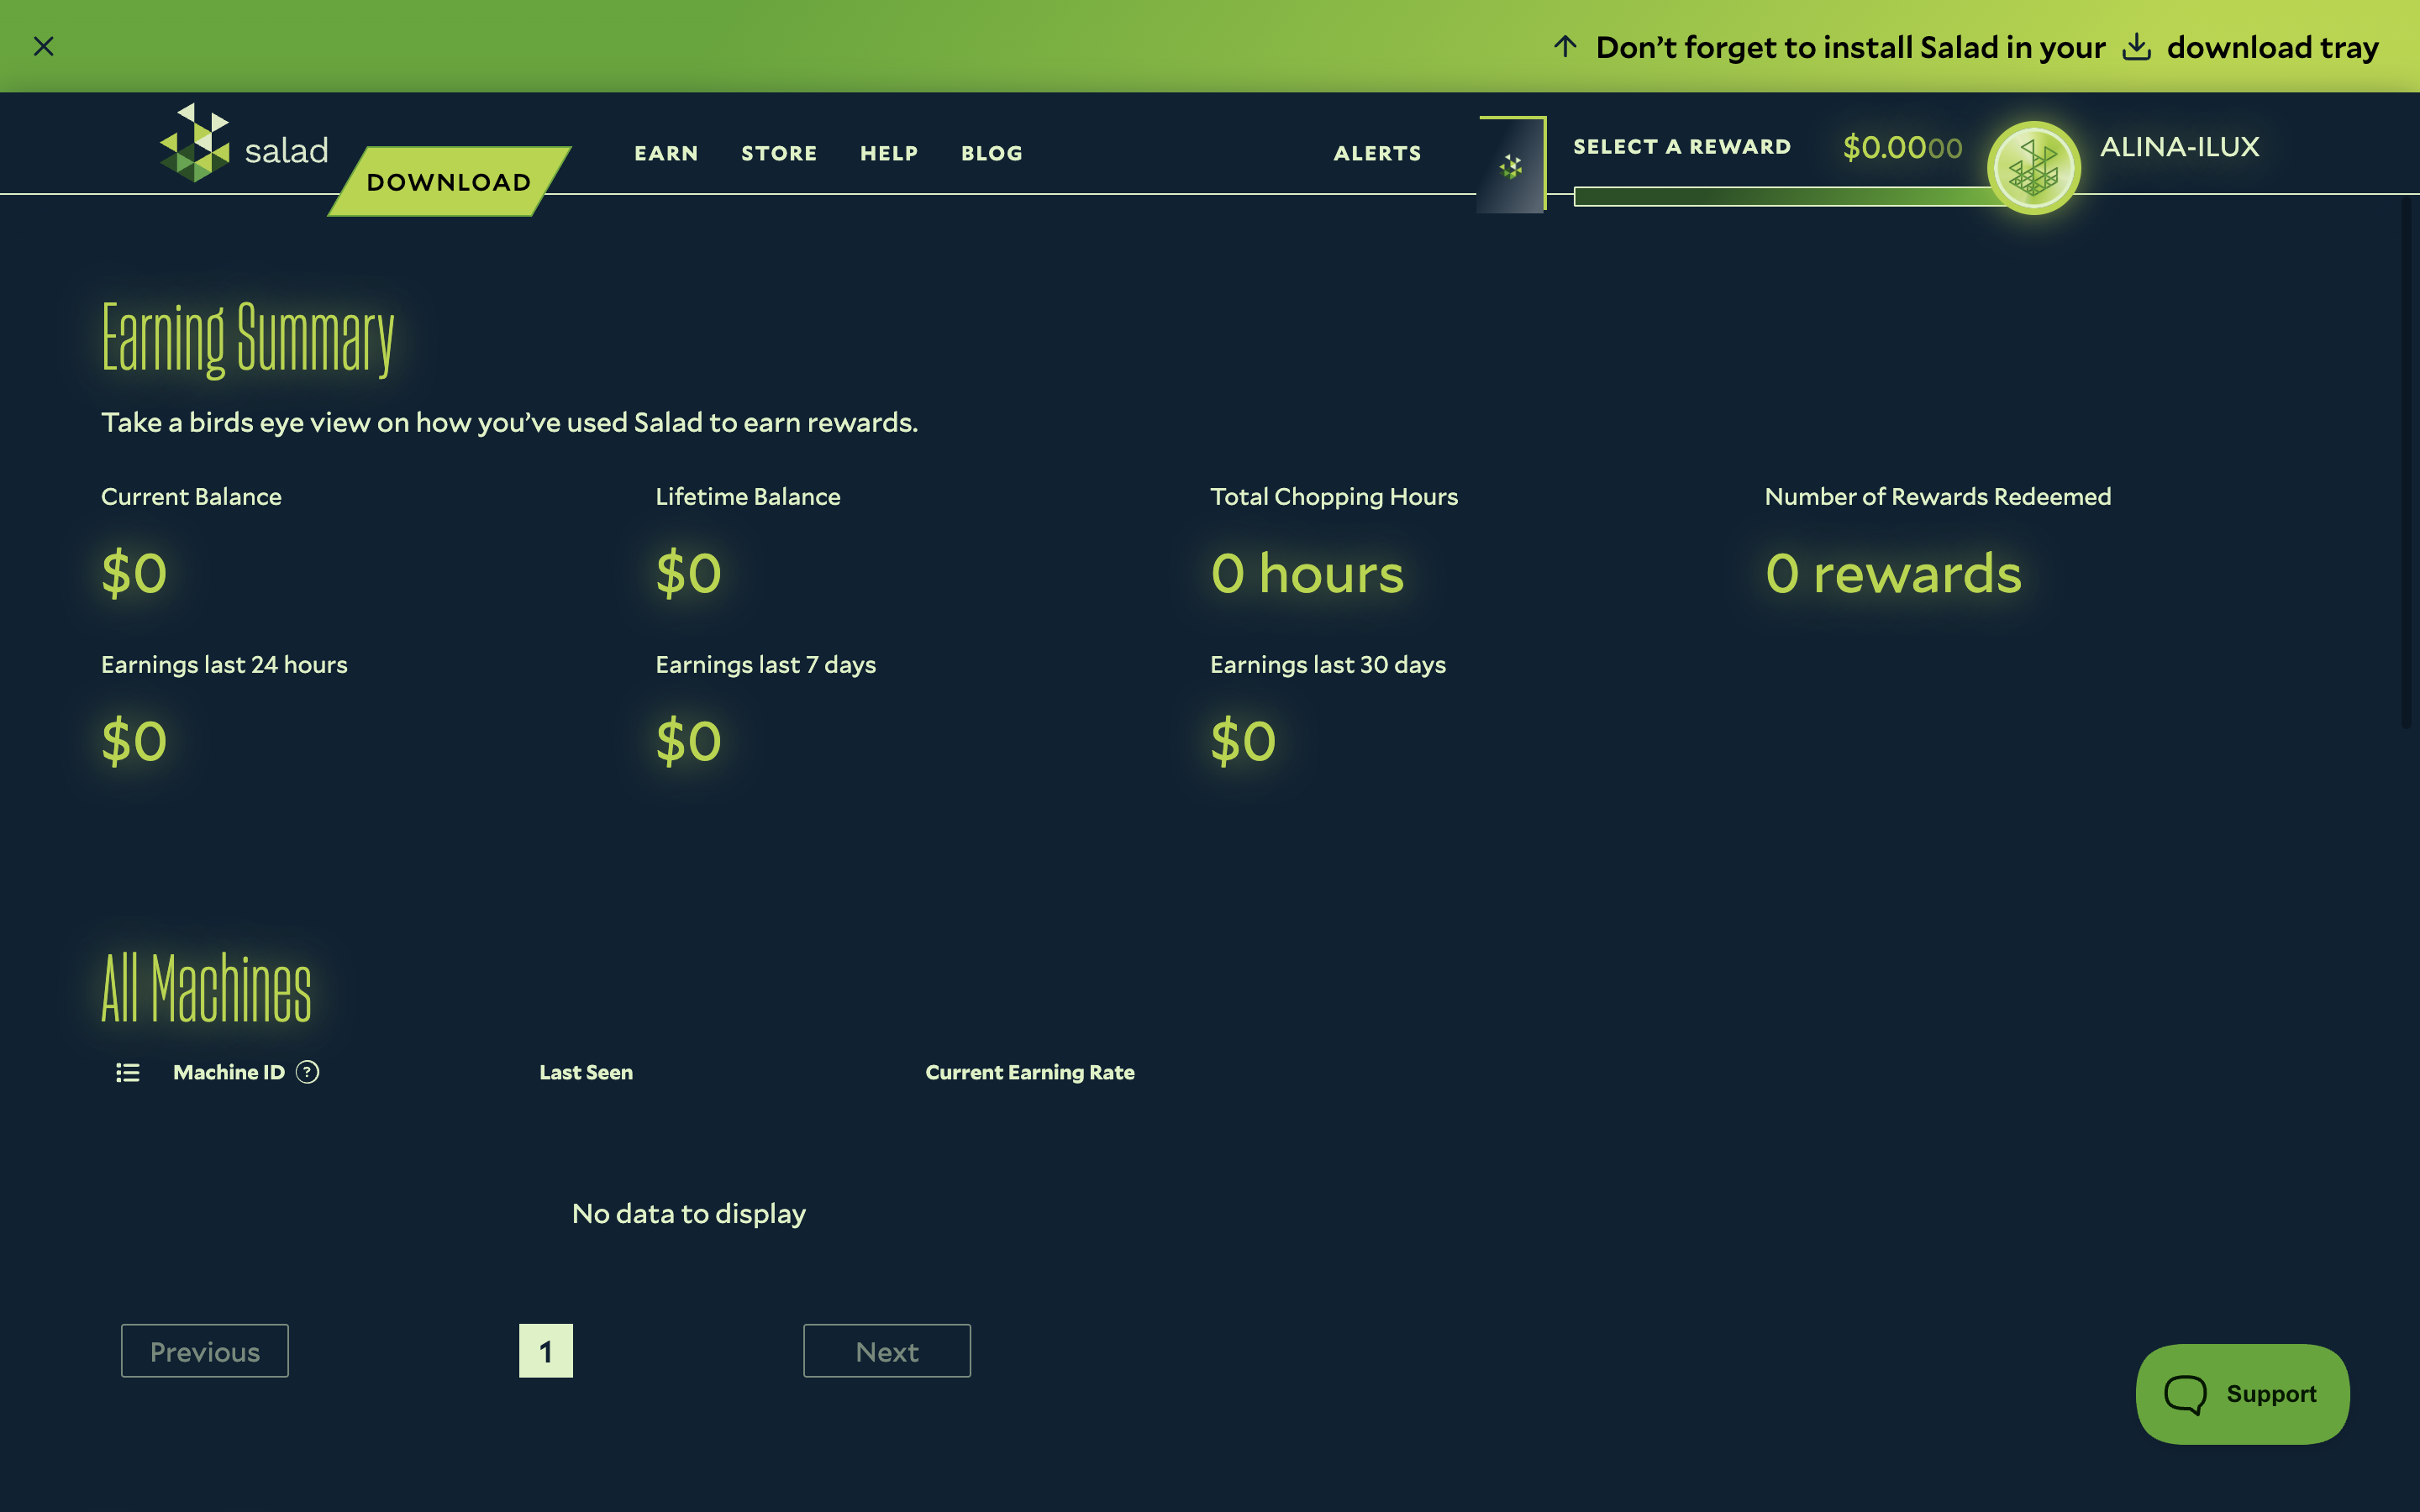 Don’t forget to install Salad in your download tray
salad
DOWNLOAD
EARN STORE HELP BLOG
ALERTS
SELECT A REWARD
$0.0000
ALINA-ILUX
Earning Summary
Take a birds eye view on how you’ve used Salad to earn rewards.
Current Balance
$0
Lifetime Balance
$0
Total Chopping Hours
0 hours
Number of Rewards Redeemed
0 rewards
Earnings last 24 hours
$0
Earnings last 7 days
$0
Earnings last 30 days
$0
All Machines
Machine ID ? Last Seen Current Earning Rate
No data to display
Previous 1 Next
Support